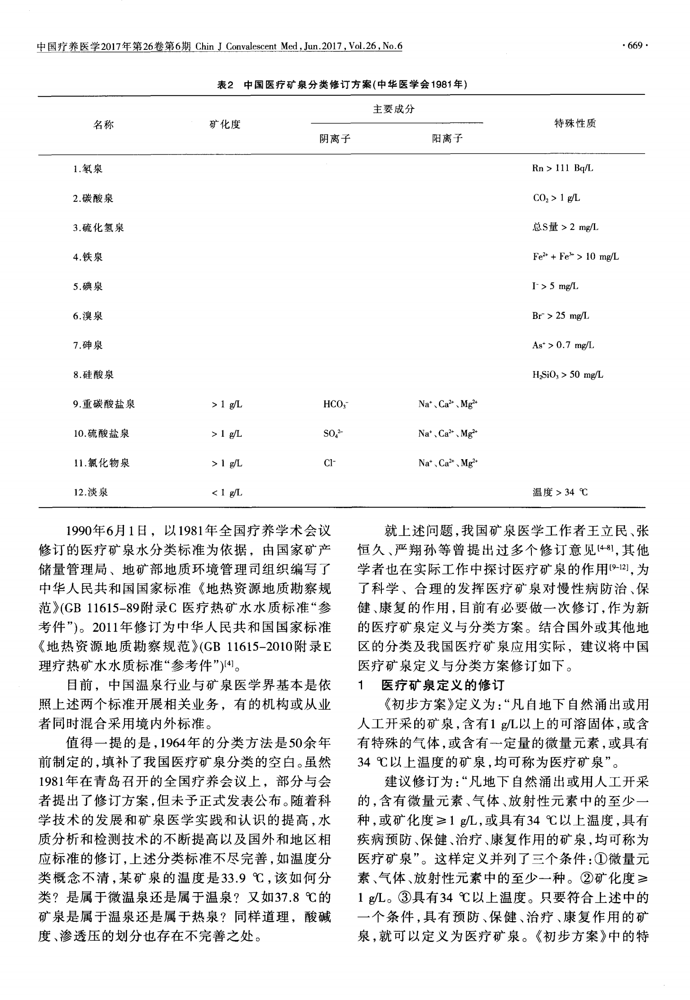 中国疗养医学2017年第26卷第6期 Chin J Convalescent Med,Jun.2017,Vol.26,No.6 ·669·
表2 中国医疗矿泉分类修订方案(中华医学会1981年)
主要成分
名称 矿化度 特殊性质
阴离子 阳离子
1.氡泉 Rn > 111 Bq/L
2.碳酸泉 CO₂ > 1 g/L
3.硫化氢泉 总S量 > 2 mg/L
4.铁泉 Fe²⁺ + Fe³⁺ > 10 mg/L
5.碘泉 I⁻ > 5 mg/L
6.溴泉 Br⁻ > 25 mg/L
7.砷泉 As⁺ > 0.7 mg/L
8.硅酸泉 H₂SiO₃ > 50 mg/L
9.重碳酸盐泉 > 1 g/L HCO₃⁻ Na⁺、Ca²⁺、Mg²⁺
10.硫酸盐泉 > 1 g/L SO₄²⁻ Na⁺、Ca²⁺、Mg²⁺
11.氯化物泉 > 1 g/L Cl⁻ Na⁺、Ca²⁺、Mg²⁺
12.淡泉 < 1 g/L 温度 > 34 ℃
1990年6月1日，以1981年全国疗养学术会议
修订的医疗矿泉水分类标准为依据，由国家矿产
储量管理局、地矿部地质环境管理司组织编写了
中华人民共和国国家标准《地热资源地质勘察规
范》(GB 11615-89附录C 医疗热矿水水质标准“参
考件”)。2011年修订为中华人民共和国国家标准
《地热资源地质勘察规范》(GB 11615-2010附录E
理疗热矿水水质标准“参考件”)[4]。
目前，中国温泉行业与矿泉医学界基本是依
照上述两个标准开展相关业务，有的机构或从业
者同时混合采用境内外标准。
值得一提的是,1964年的分类方法是50余年
前制定的,填补了我国医疗矿泉分类的空白。虽然
1981年在青岛召开的全国疗养会议上，部分与会
者提出了修订方案,但未予正式发表公布。随着科
学技术的发展和矿泉医学实践和认识的提高,水
质分析和检测技术的不断提高以及国外和地区相
应标准的修订,上述分类标准不尽完善,如温度分
类概念不清,某矿泉的温度是33.9 ℃,该如何分
类？是属于微温泉还是属于温泉？又如37.8 ℃的
矿泉是属于温泉还是属于热泉？同样道理，酸碱
度、渗透压的划分也存在不完善之处。
就上述问题,我国矿泉医学工作者王立民、张
恒久、严翔孙等曾提出过多个修订意见[4-8],其他
学者也在实际工作中探讨医疗矿泉的作用[9-12],为
了科学、合理的发挥医疗矿泉对慢性病防治、保
健、康复的作用,目前有必要做一次修订,作为新
的医疗矿泉定义与分类方案。结合国外或其他地
区的分类及我国医疗矿泉应用实际，建议将中国
医疗矿泉定义与分类方案修订如下。
1 医疗矿泉定义的修订
《初步方案》定义为:“凡自地下自然涌出或用
人工开采的矿泉,含有1 g/L以上的可溶固体,或含
有特殊的气体,或含有一定量的微量元素,或具有
34 ℃以上温度的矿泉,均可称为医疗矿泉”。
建议修订为:“凡地下自然涌出或用人工开采
的,含有微量元素、气体、放射性元素中的至少一
种,或矿化度≥1 g/L,或具有34 ℃以上温度,具有
疾病预防、保健、治疗、康复作用的矿泉,均可称为
医疗矿泉”。这样定义并列了三个条件:①微量元
素、气体、放射性元素中的至少一种。②矿化度≥
1 g/L。③具有34 ℃以上温度。只要符合上述中的
一个条件,具有预防、保健、治疗、康复作用的矿
泉,就可以定义为医疗矿泉。《初步方案》中的特